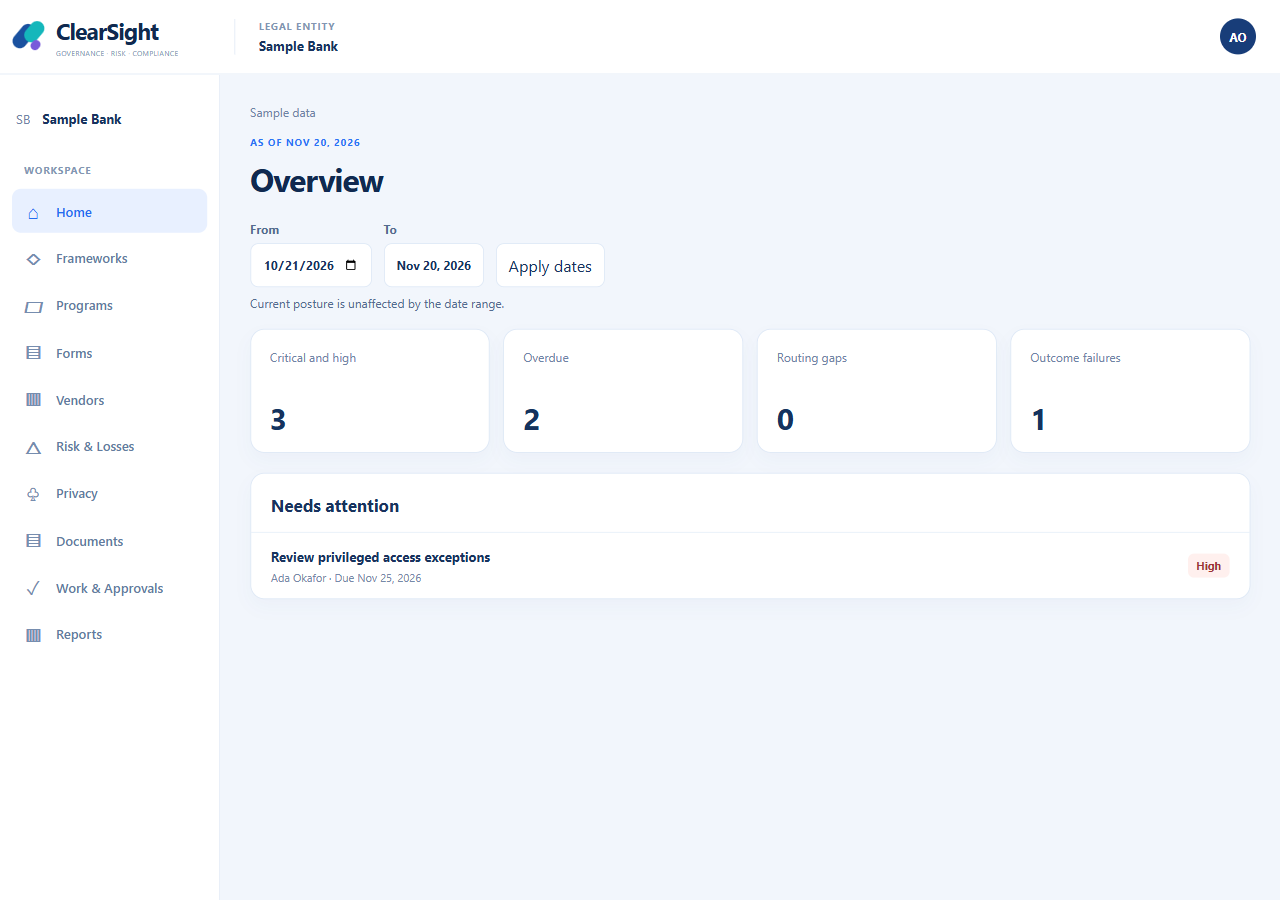 ClearSight
GOVERNANCE · RISK · COMPLIANCE
LEGAL ENTITY
Sample Bank
AO
SB Sample Bank
WORKSPACE
Home
Frameworks
Programs
Forms
Vendors
Risk & Losses
Privacy
Documents
Work & Approvals
Reports
Sample data
AS OF NOV 20, 2026
Overview
From To
10/21/2026 Nov 20, 2026 Apply dates
Current posture is unaffected by the date range.
Critical and high
3
Overdue
2
Routing gaps
0
Outcome failures
1
Needs attention
Review privileged access exceptions
Ada Okafor · Due Nov 25, 2026
High